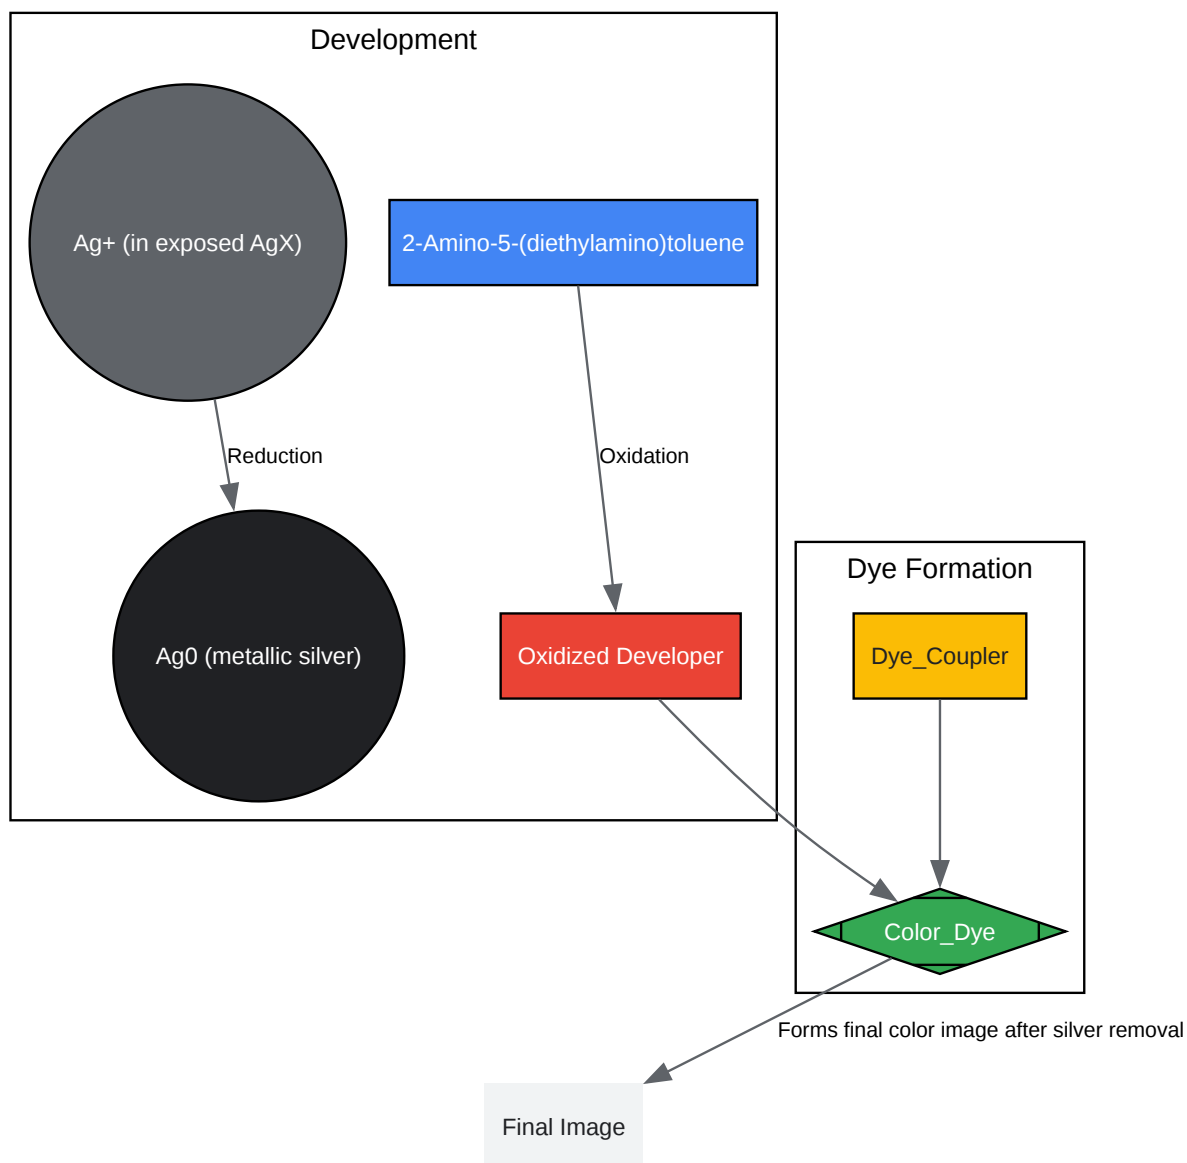 Development
Ag+ (in exposed AgX)
2-Amino-5-(diethylamino)toluene
Reduction
Oxidation
Ag0 (metallic silver)
Oxidized Developer
Dye Formation
Dye_Coupler
Color_Dye
Forms final color image after silver removal
Final Image